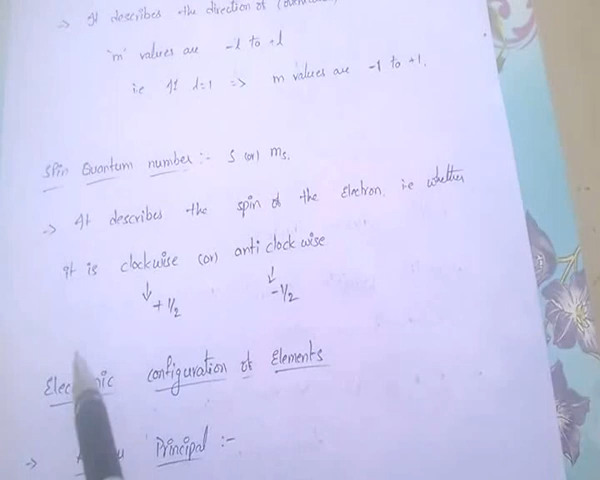 -> It describes the direction of
'm' values are -l to +l
i.e If l=1 => m values are -1 to +1.
Spin Quantum number :- S (or) ms.
-> It describes the spin of the Electron. i.e whether
it is clockwise (or) anti clock wise
↓ +1/2 ↓ -1/2
configuration of Elements
-> Principal :-